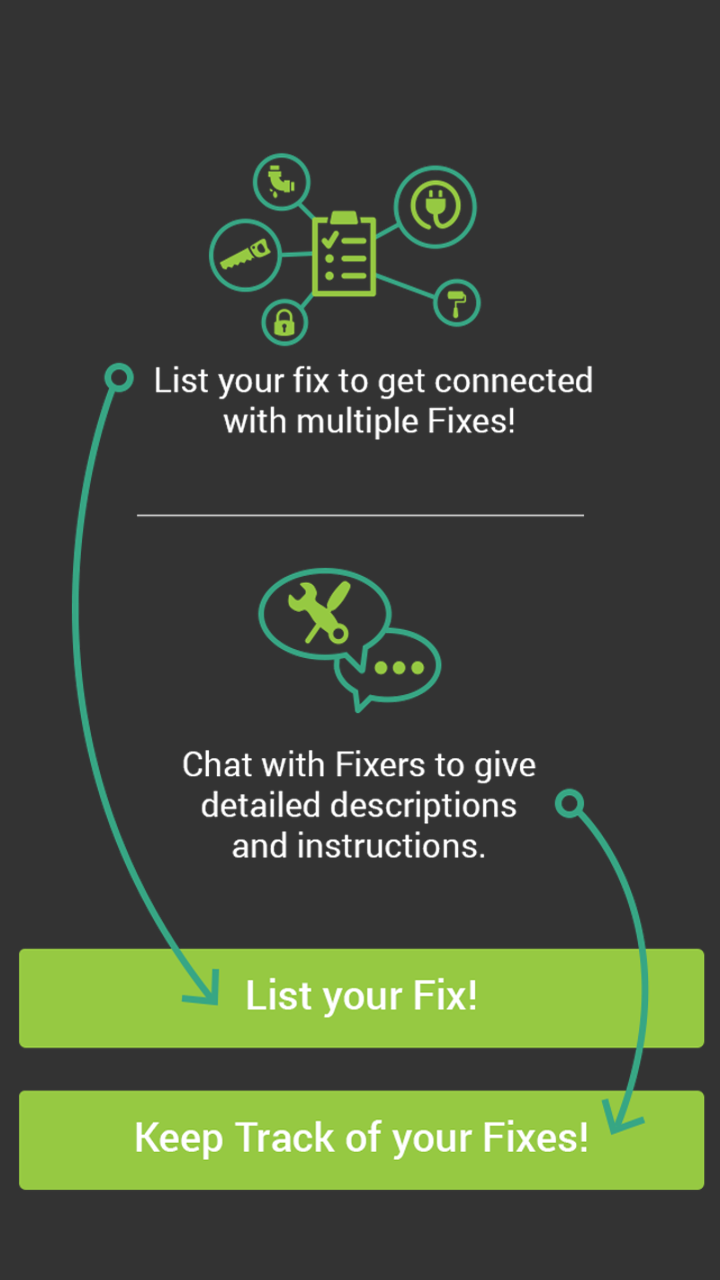 List your fix to get connected
with multiple Fixes!
Chat with Fixers to give
detailed descriptions
and instructions.
List your Fix!
Keep Track of your Fixes!